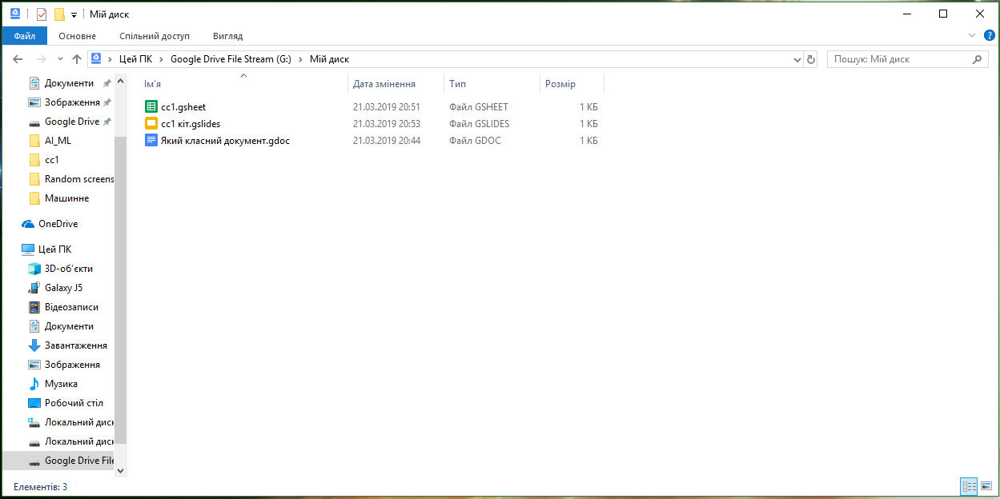 Мій диск
Файл Основне Спільний доступ Вигляд
?
Цей ПК > Google Drive File Stream (G:) > Мій диск
Пошук: Мій диск
Ім'я Дата змінення Тип Розмір
cc1.gsheet 21.03.2019 20:51 Файл GSHEET 1 КБ
cc1 кіт.gslides 21.03.2019 20:53 Файл GSLIDES 1 КБ
Який класний документ.gdoc 21.03.2019 20:44 Файл GDOC 1 КБ
Документи
Зображення
Google Drive
AI_ML
cc1
Random screens
Машинне
OneDrive
Цей ПК
3D-об'єкти
Galaxy J5
Відеозаписи
Документи
Завантаження
Зображення
Музика
Робочий стіл
Локальний диск
Локальний диск
Google Drive File
Елементів: 3